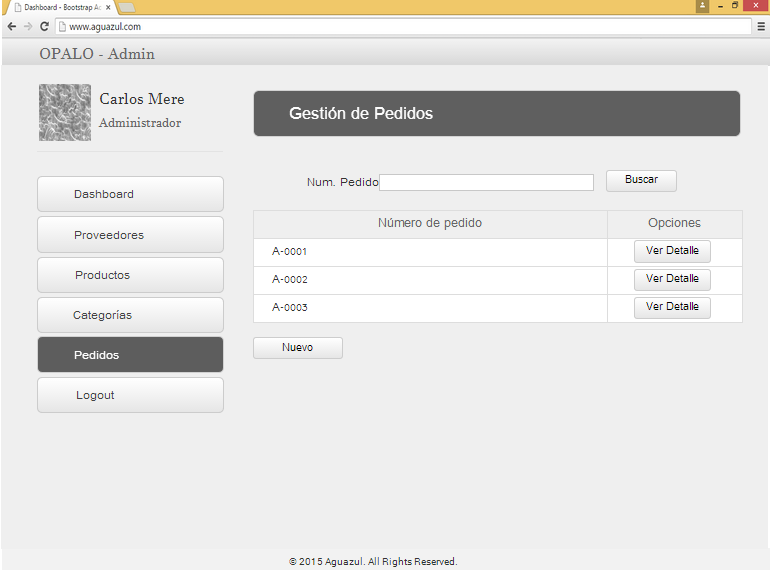 Dashboard - Bootstrap Ad
www.aguazul.com
OPALO - Admin
Carlos Mere
Administrador
Dashboard
Proveedores
Productos
Categorías
Pedidos
Logout
Gestión de Pedidos
Num. Pedido
Buscar
Número de pedido Opciones
A-0001 Ver Detalle
A-0002 Ver Detalle
A-0003 Ver Detalle
Nuevo
© 2015 Aguazul. All Rights Reserved.